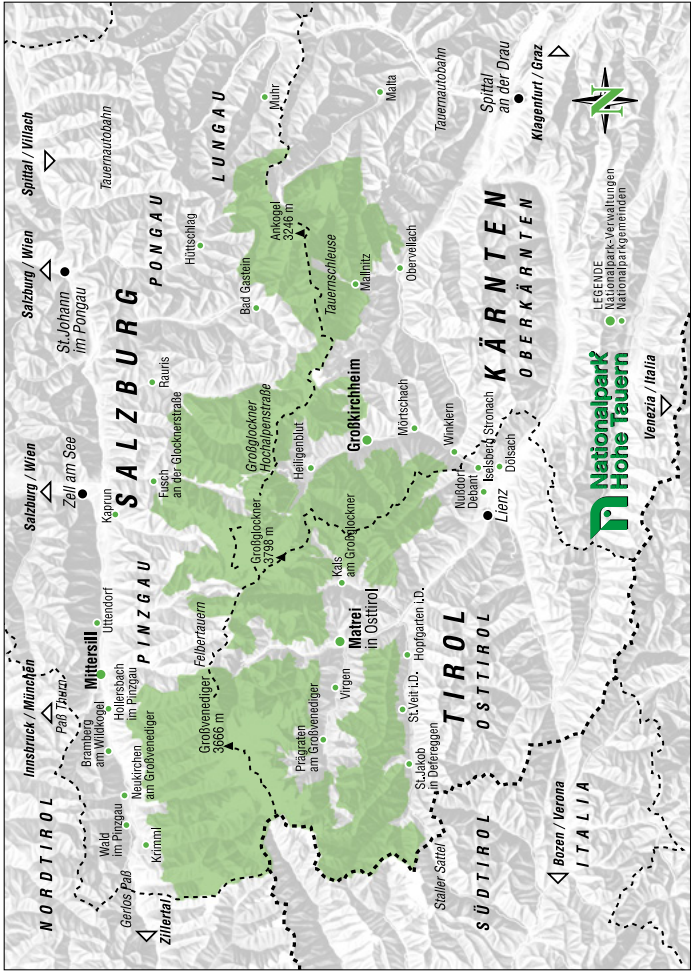 NORDTIROL
Innsbruck / München
Paß Thurn
Salzburg / Wien
Zell am See
Salzburg / Wien
St.Johann
im Pongau
Spittal / Villach
Tauernautobahn
Gerlos Paß
Zillertal
Krimml
Wald
im Pinzgau
Neukirchen
am Großvenediger
Bramberg
am Wildkogel
Hollersbach
im Pinzgau
Mittersill
Uttendorf
PINZGAU
Kaprun
SALZBURG
Fusch
an der Glocknerstraße
Rauris
PONGAU
Hüttschlag
Bad Gastein
LUNGAU
Muhr
Felbertauern
Großvenediger
3666 m
Großglockner
3798 m
Großglockner
Hochalpenstraße
Heiligenblut
Ankogel
3246 m
Tauernschleuse
Mallnitz
Obervellach
Malta
Tauernautobahn
Spittal
an der Drau
Klagenfurt / Graz
N
Prägraten
am Großvenediger
Virgen
Matrei
in Osttirol
Kals
am Großglockner
Großkirchheim
Mörtschach
Winklern
St.Jakob
in Defereggen
St.Veit i.D.
Hopfgarten i.D.
TIROL
OSTTIROL
Nußdorf
Debant
Iselsberg Stronach
Dölsach
Lienz
KÄRNTEN
OBERKÄRNTEN
Staller Sattel
SÜDTIROL
Bozen / Verona
ITALIA
Nationalpark
Hohe Tauern
LEGENDE
Nationalpark-Verwaltungen
Nationalparkgemeinden
Venezia / Italia